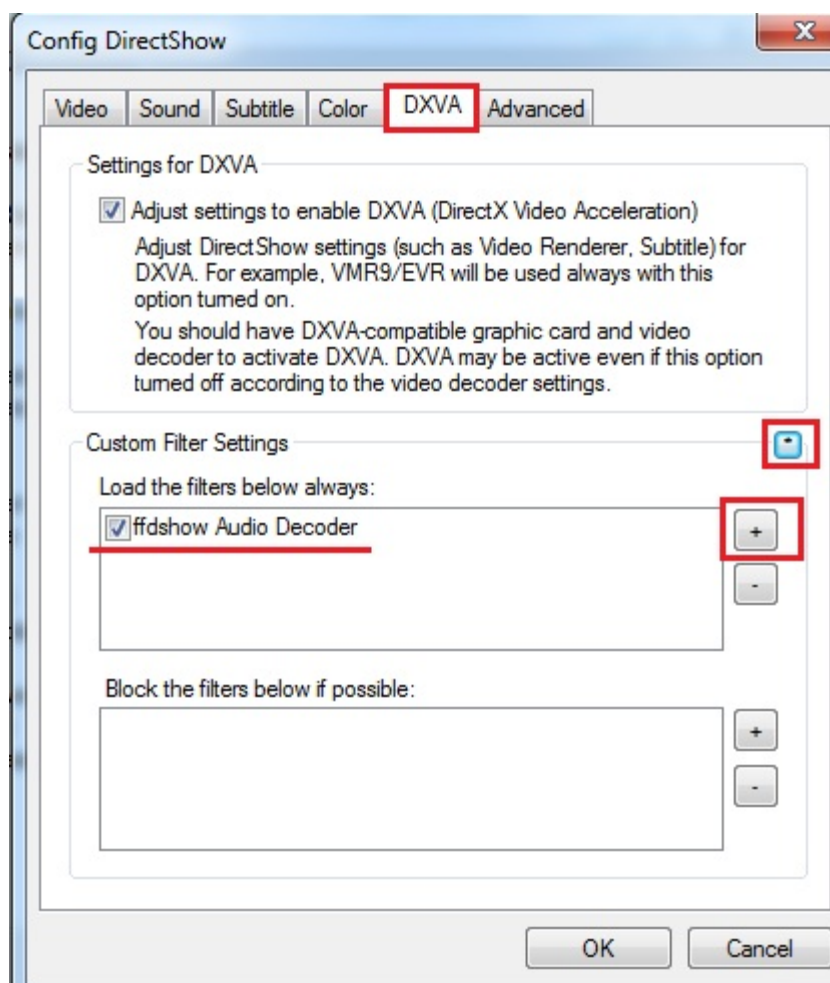 Config DirectShow
Video Sound Subtitle Color DXVA Advanced
Settings for DXVA
Adjust settings to enable DXVA (DirectX Video Acceleration)
Adjust DirectShow settings (such as Video Renderer, Subtitle) for
DXVA. For example, VMR9/EVR will be used always with this
option turned on.
You should have DXVA-compatible graphic card and video
decoder to activate DXVA. DXVA may be active even if this option
turned off according to the video decoder settings.
Custom Filter Settings
*
Load the filters below always:
ffdshow Audio Decoder
+
-
Block the filters below if possible:
+
-
OK Cancel